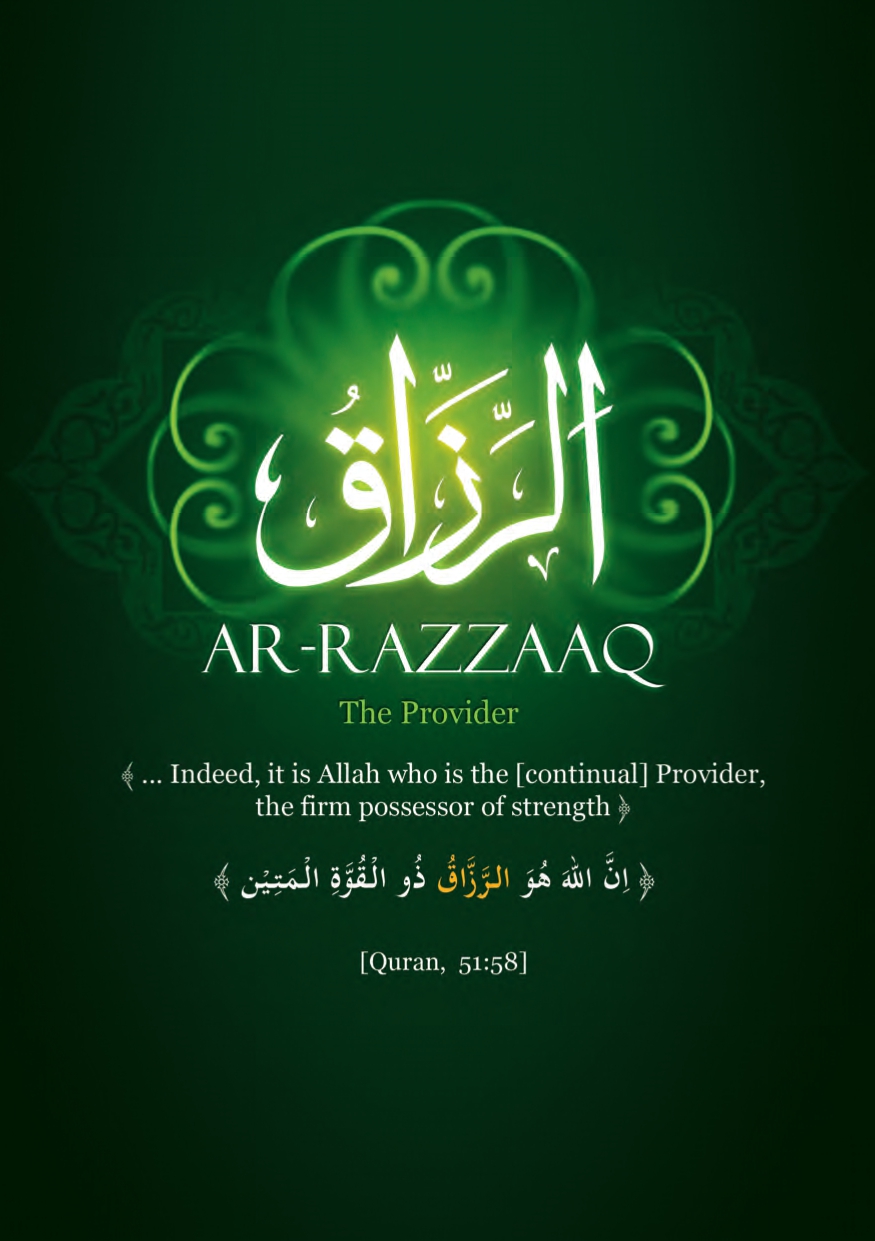 الرَّزَّاقُ
AR-RAZZAAQ
The Provider
﴾ ... Indeed, it is Allah who is the [continual] Provider,
the firm possessor of strength ﴿
﴿ اِنَّ اللهَ هُوَ الرَّزَّاقُ ذُو الْقُوَّةِ الْمَتِيْن ﴾
[Quran, 51:58]